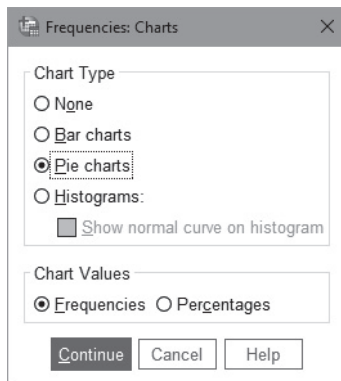 Frequencies: Charts
Chart Type
None
Bar charts
Pie charts
Histograms:
Show normal curve on histogram
Chart Values
Frequencies Percentages
Continue Cancel Help